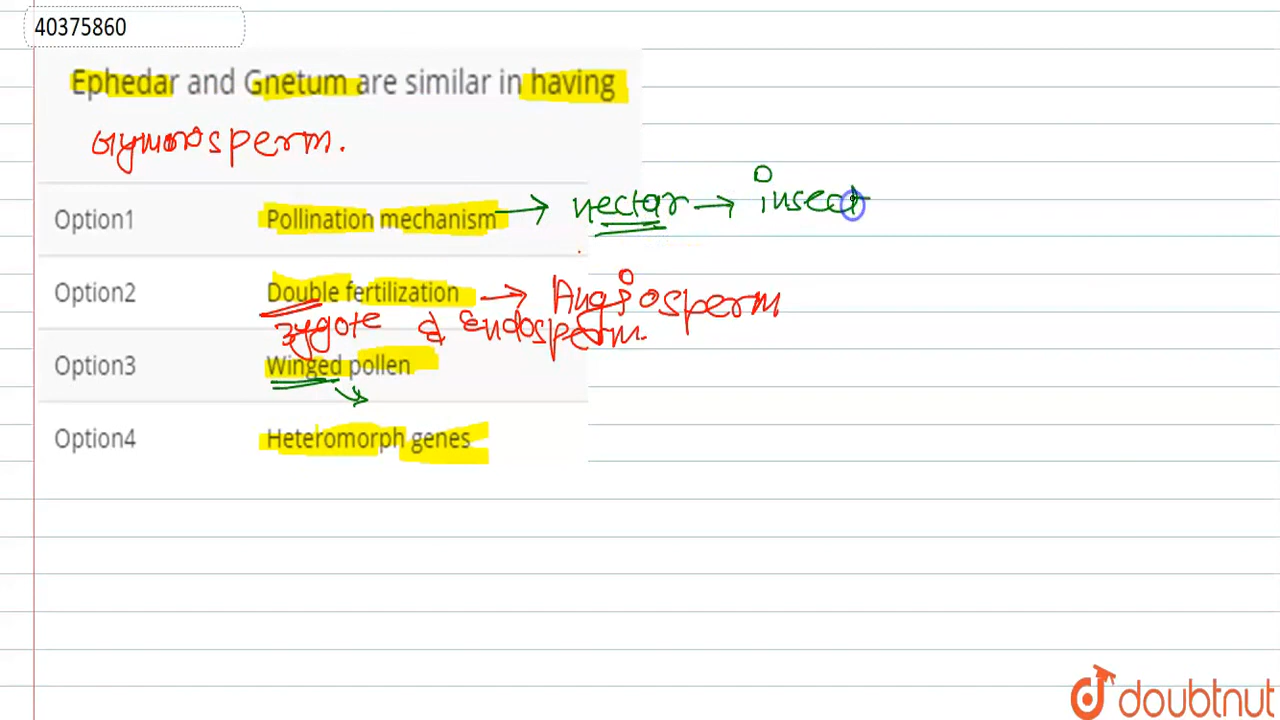 40375860
Ephedar and Gnetum are similar in having
Gymnosperm.
Option1 Pollination mechanism → nectar → insect
Option2 Double fertilization → Angiosperm
zygote & Endosperm.
Option3 Winged pollen
Option4 Heteromorph genes
doubtnut